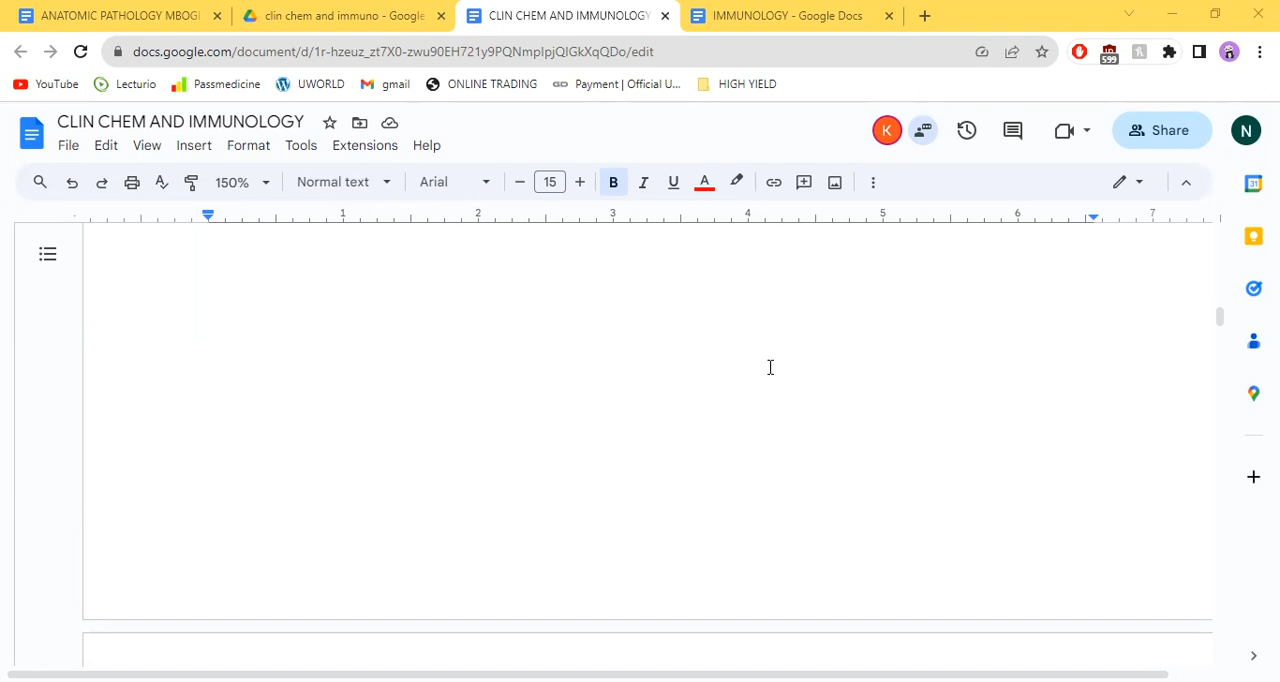 ANATOMIC PATHOLOGY MBOG
clin chem and immuno - Google
CLIN CHEM AND IMMUNOLOGY
IMMUNOLOGY - Google Docs
docs.google.com/document/d/1r-hzeuz_zt7X0-zwu90EH721y9PQNmpIpjQIGkXqQDo/edit
599
YouTube
Lecturio
Passmedicine
UWORLD
gmail
ONLINE TRADING
Payment | Official U...
HIGH YIELD
CLIN CHEM AND IMMUNOLOGY
File Edit View Insert Format Tools Extensions Help
K
Share
N
150%
Normal text
Arial
15
B I U A
31
1 2 3 4 5 6 7